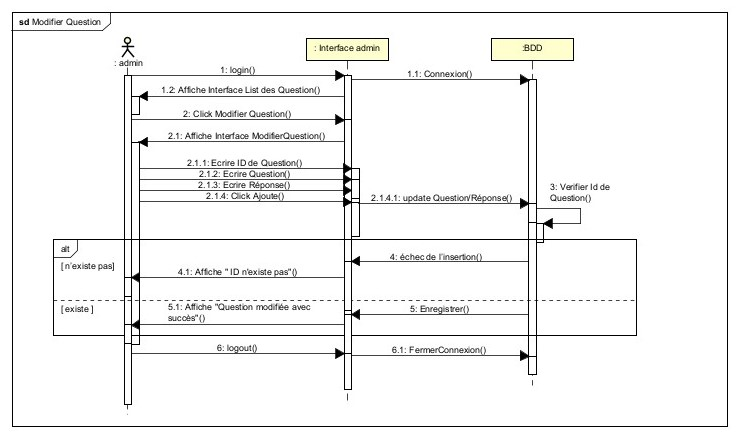 sd Modifier Question
: admin
: Interface admin
:BDD
1: login()
1.1: Connexion()
1.2: Affiche Interface List des Question()
2: Click Modifier Question()
2.1: Affiche Interface ModifierQuestion()
2.1.1: Ecrire ID de Question()
2.1.2: Ecrire Question()
2.1.3: Ecrire Réponse()
2.1.4: Click Ajoute()
2.1.4.1: update Question/Réponse()
3: Verifier Id de
Question()
alt
[ n'existe pas]
4: échec de l'insertion()
4.1: Affiche " ID n'existe pas"()
[ existe ]
5: Enregistrer()
5.1: Affiche "Question modifiée avec
succès"()
6: logout()
6.1: FermerConnexion()